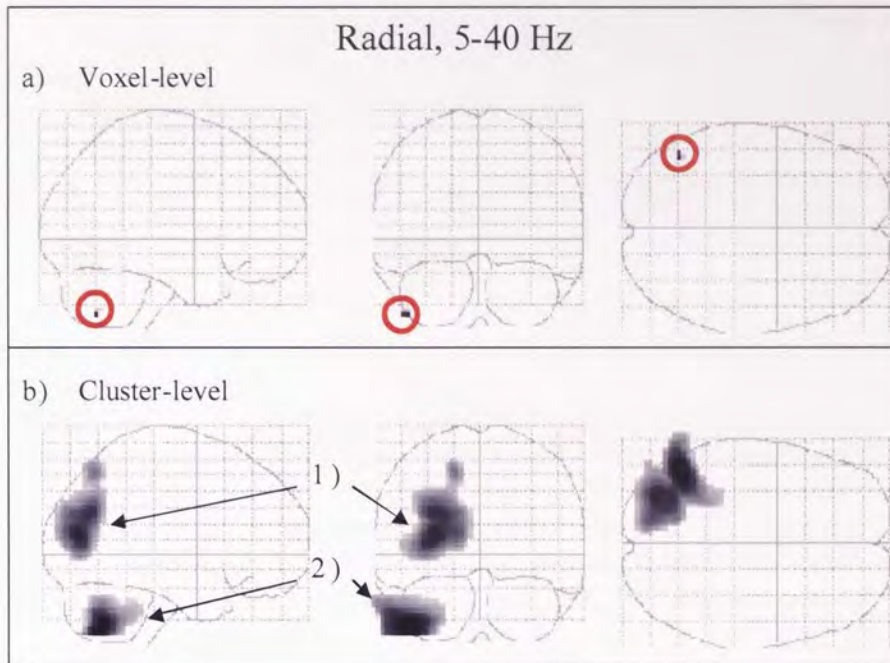 Radial, 5-40 Hz
a) Voxel-level
b) Cluster-level
1)
2)